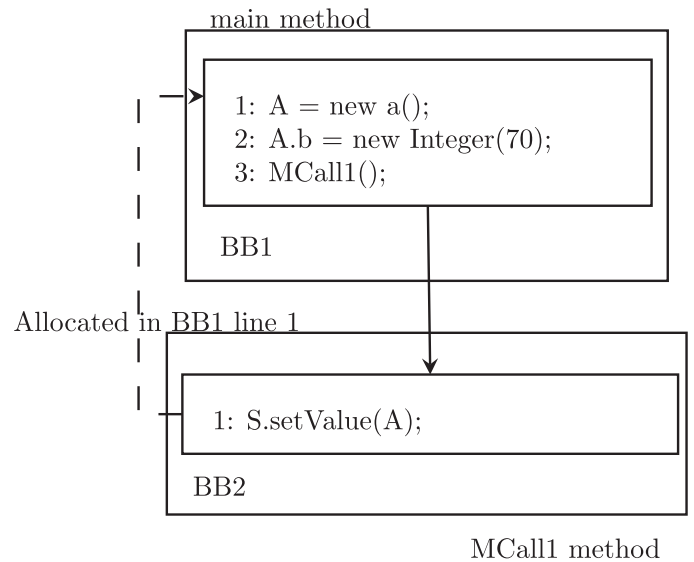 main method
1: A = new a();
2: A.b = new Integer(70);
3: MCall1();
BB1
Allocated in BB1 line 1
1: S.setValue(A);
BB2
MCall1 method